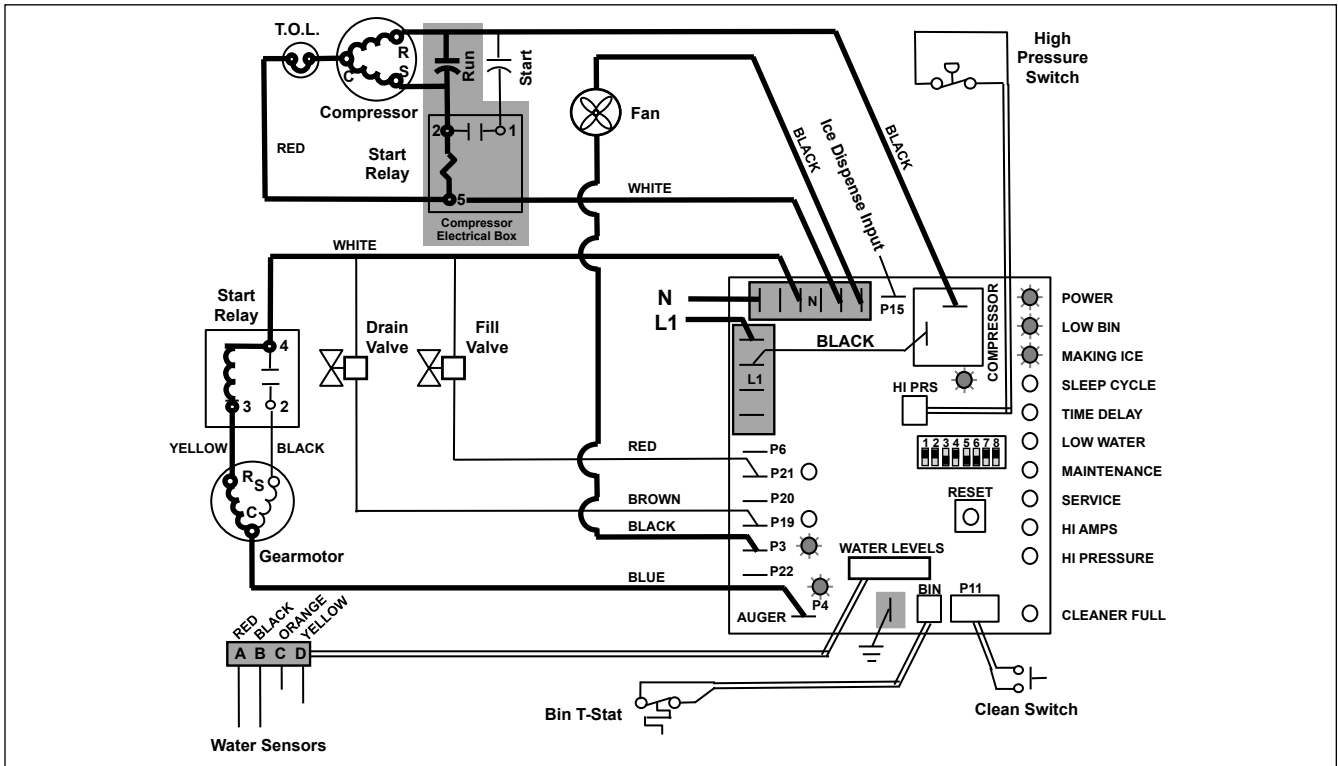 T.O.L.
R
S
C
Compressor
Run
Start
2
1
5
Start
Relay
Compressor
Electrical Box
RED
WHITE
Fan
BLACK
Ice Dispense Input
BLACK
High
Pressure
Switch
WHITE
Start
Relay
4
3
2
YELLOW
BLACK
R
S
C
Gearmotor
Drain
Valve
Fill
Valve
N
L1
N
P15
L1
BLACK
COMPRESSOR
HI PRS
1 2 3 4 5 6 7 8
RESET
POWER
LOW BIN
MAKING ICE
SLEEP CYCLE
TIME DELAY
LOW WATER
MAINTENANCE
SERVICE
HI AMPS
HI PRESSURE
CLEANER FULL
RED
BROWN
BLACK
BLUE
P6
P21
P20
P19
P3
P22
P4
AUGER
WATER LEVELS
BIN
P11
RED
BLACK
ORANGE
YELLOW
A B C D
Water Sensors
Bin T-Stat
Clean Switch